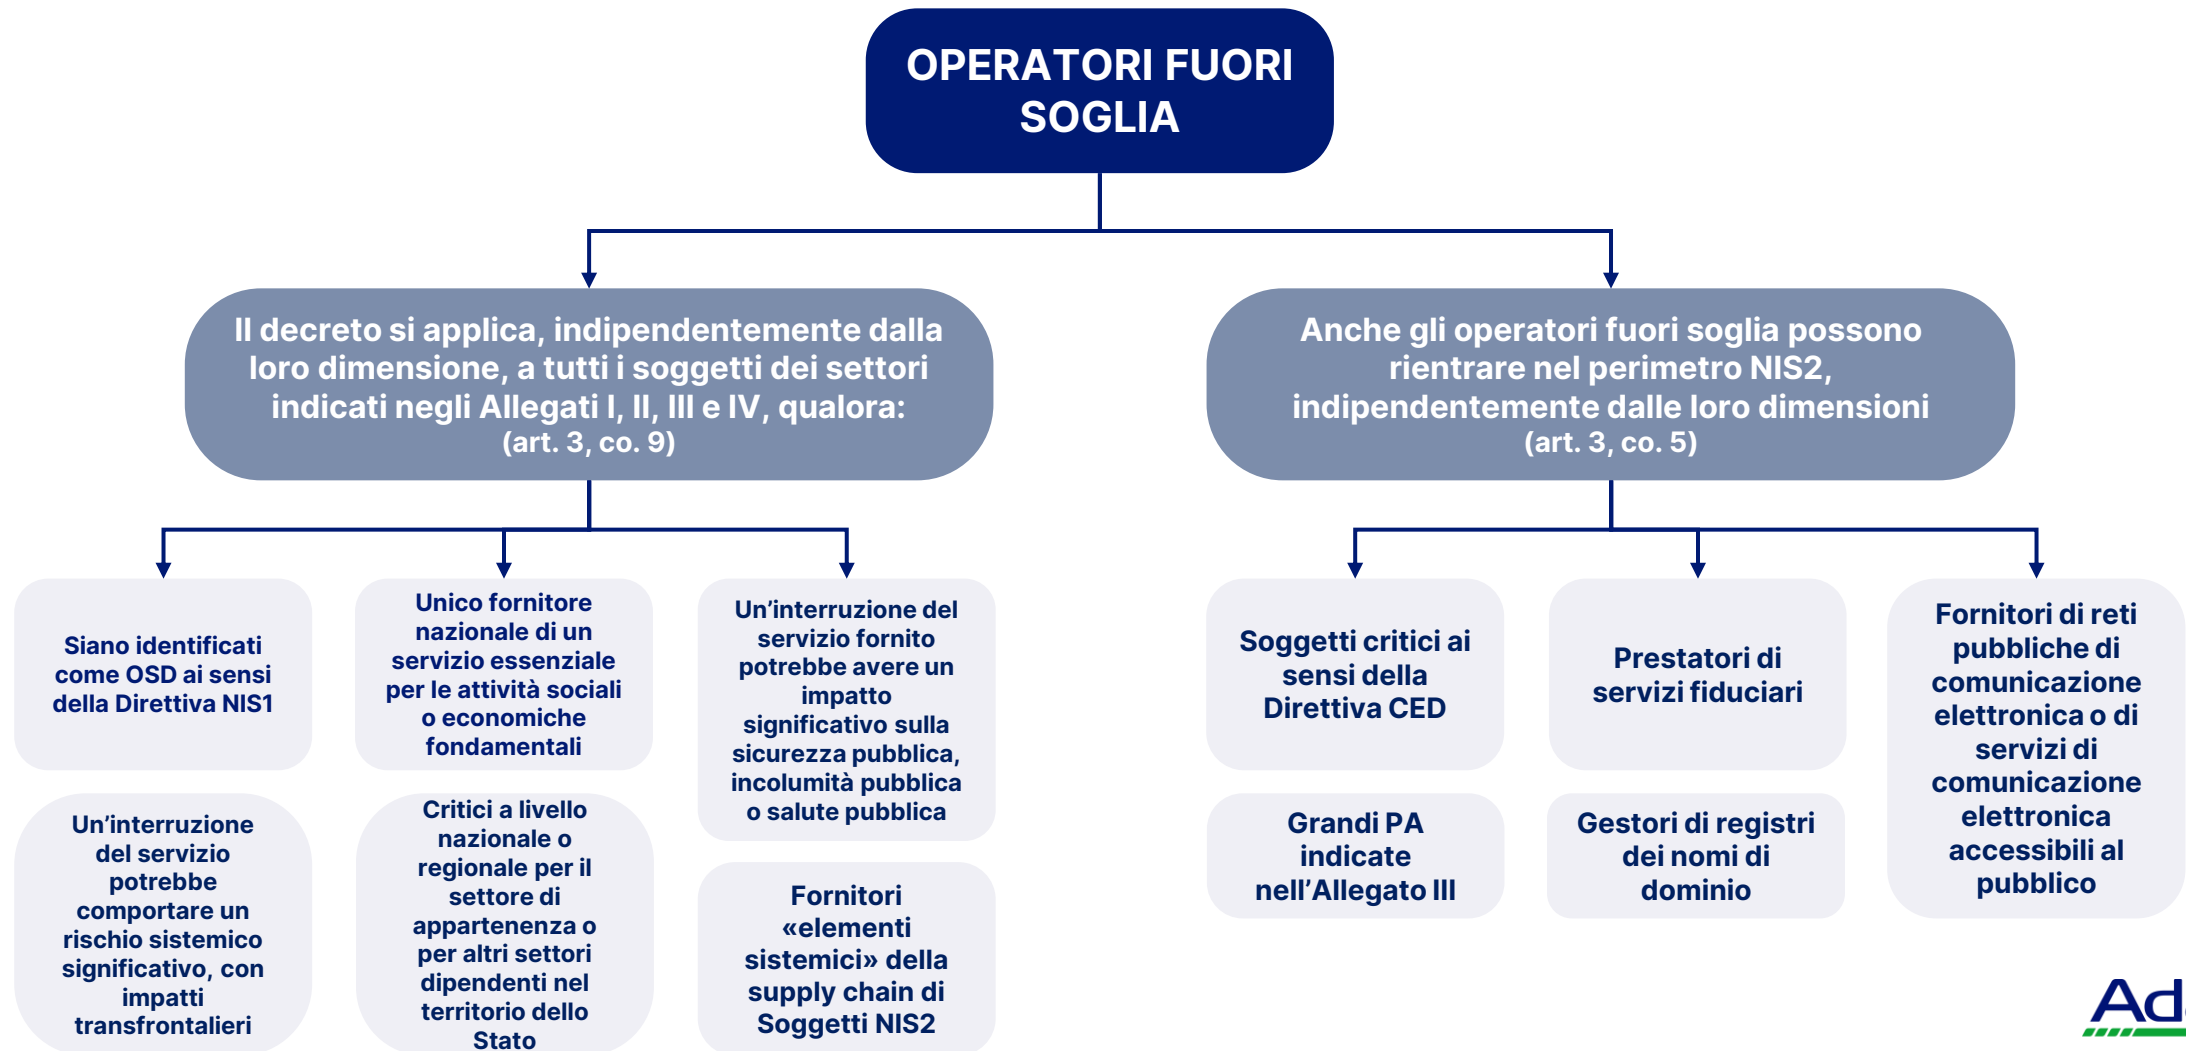 OPERATORI FUORI
SOGLIA
Il decreto si applica, indipendentemente dalla
loro dimensione, a tutti i soggetti dei settori
indicati negli Allegati I, II, III e IV, qualora:
(art. 3, co. 9)
Anche gli operatori fuori soglia possono
rientrare nel perimetro NIS2,
indipendentemente dalle loro dimensioni
(art. 3, co. 5)
Siano identificati
come OSD ai sensi
della Direttiva NIS1
Unico fornitore
nazionale di un
servizio essenziale
per le attività sociali
o economiche
fondamentali
Un'interruzione del
servizio fornito
potrebbe avere un
impatto
significativo sulla
sicurezza pubblica,
incolumità pubblica
o salute pubblica
Soggetti critici ai
sensi della
Direttiva CED
Prestatori di
servizi fiduciari
Fornitori di reti
pubbliche di
comunicazione
elettronica o di
servizi di
comunicazione
elettronica
accessibili al
pubblico
Un'interruzione
del servizio
potrebbe
comportare un
rischio sistemico
significativo, con
impatti
transfrontalieri
Critici a livello
nazionale o
regionale per il
settore di
appartenenza o
per altri settori
dipendenti nel
territorio dello
Stato
Fornitori
«elementi
sistemici» della
supply chain di
Soggetti NIS2
Grandi PA
indicate
nell'Allegato III
Gestori di registri
dei nomi di
dominio